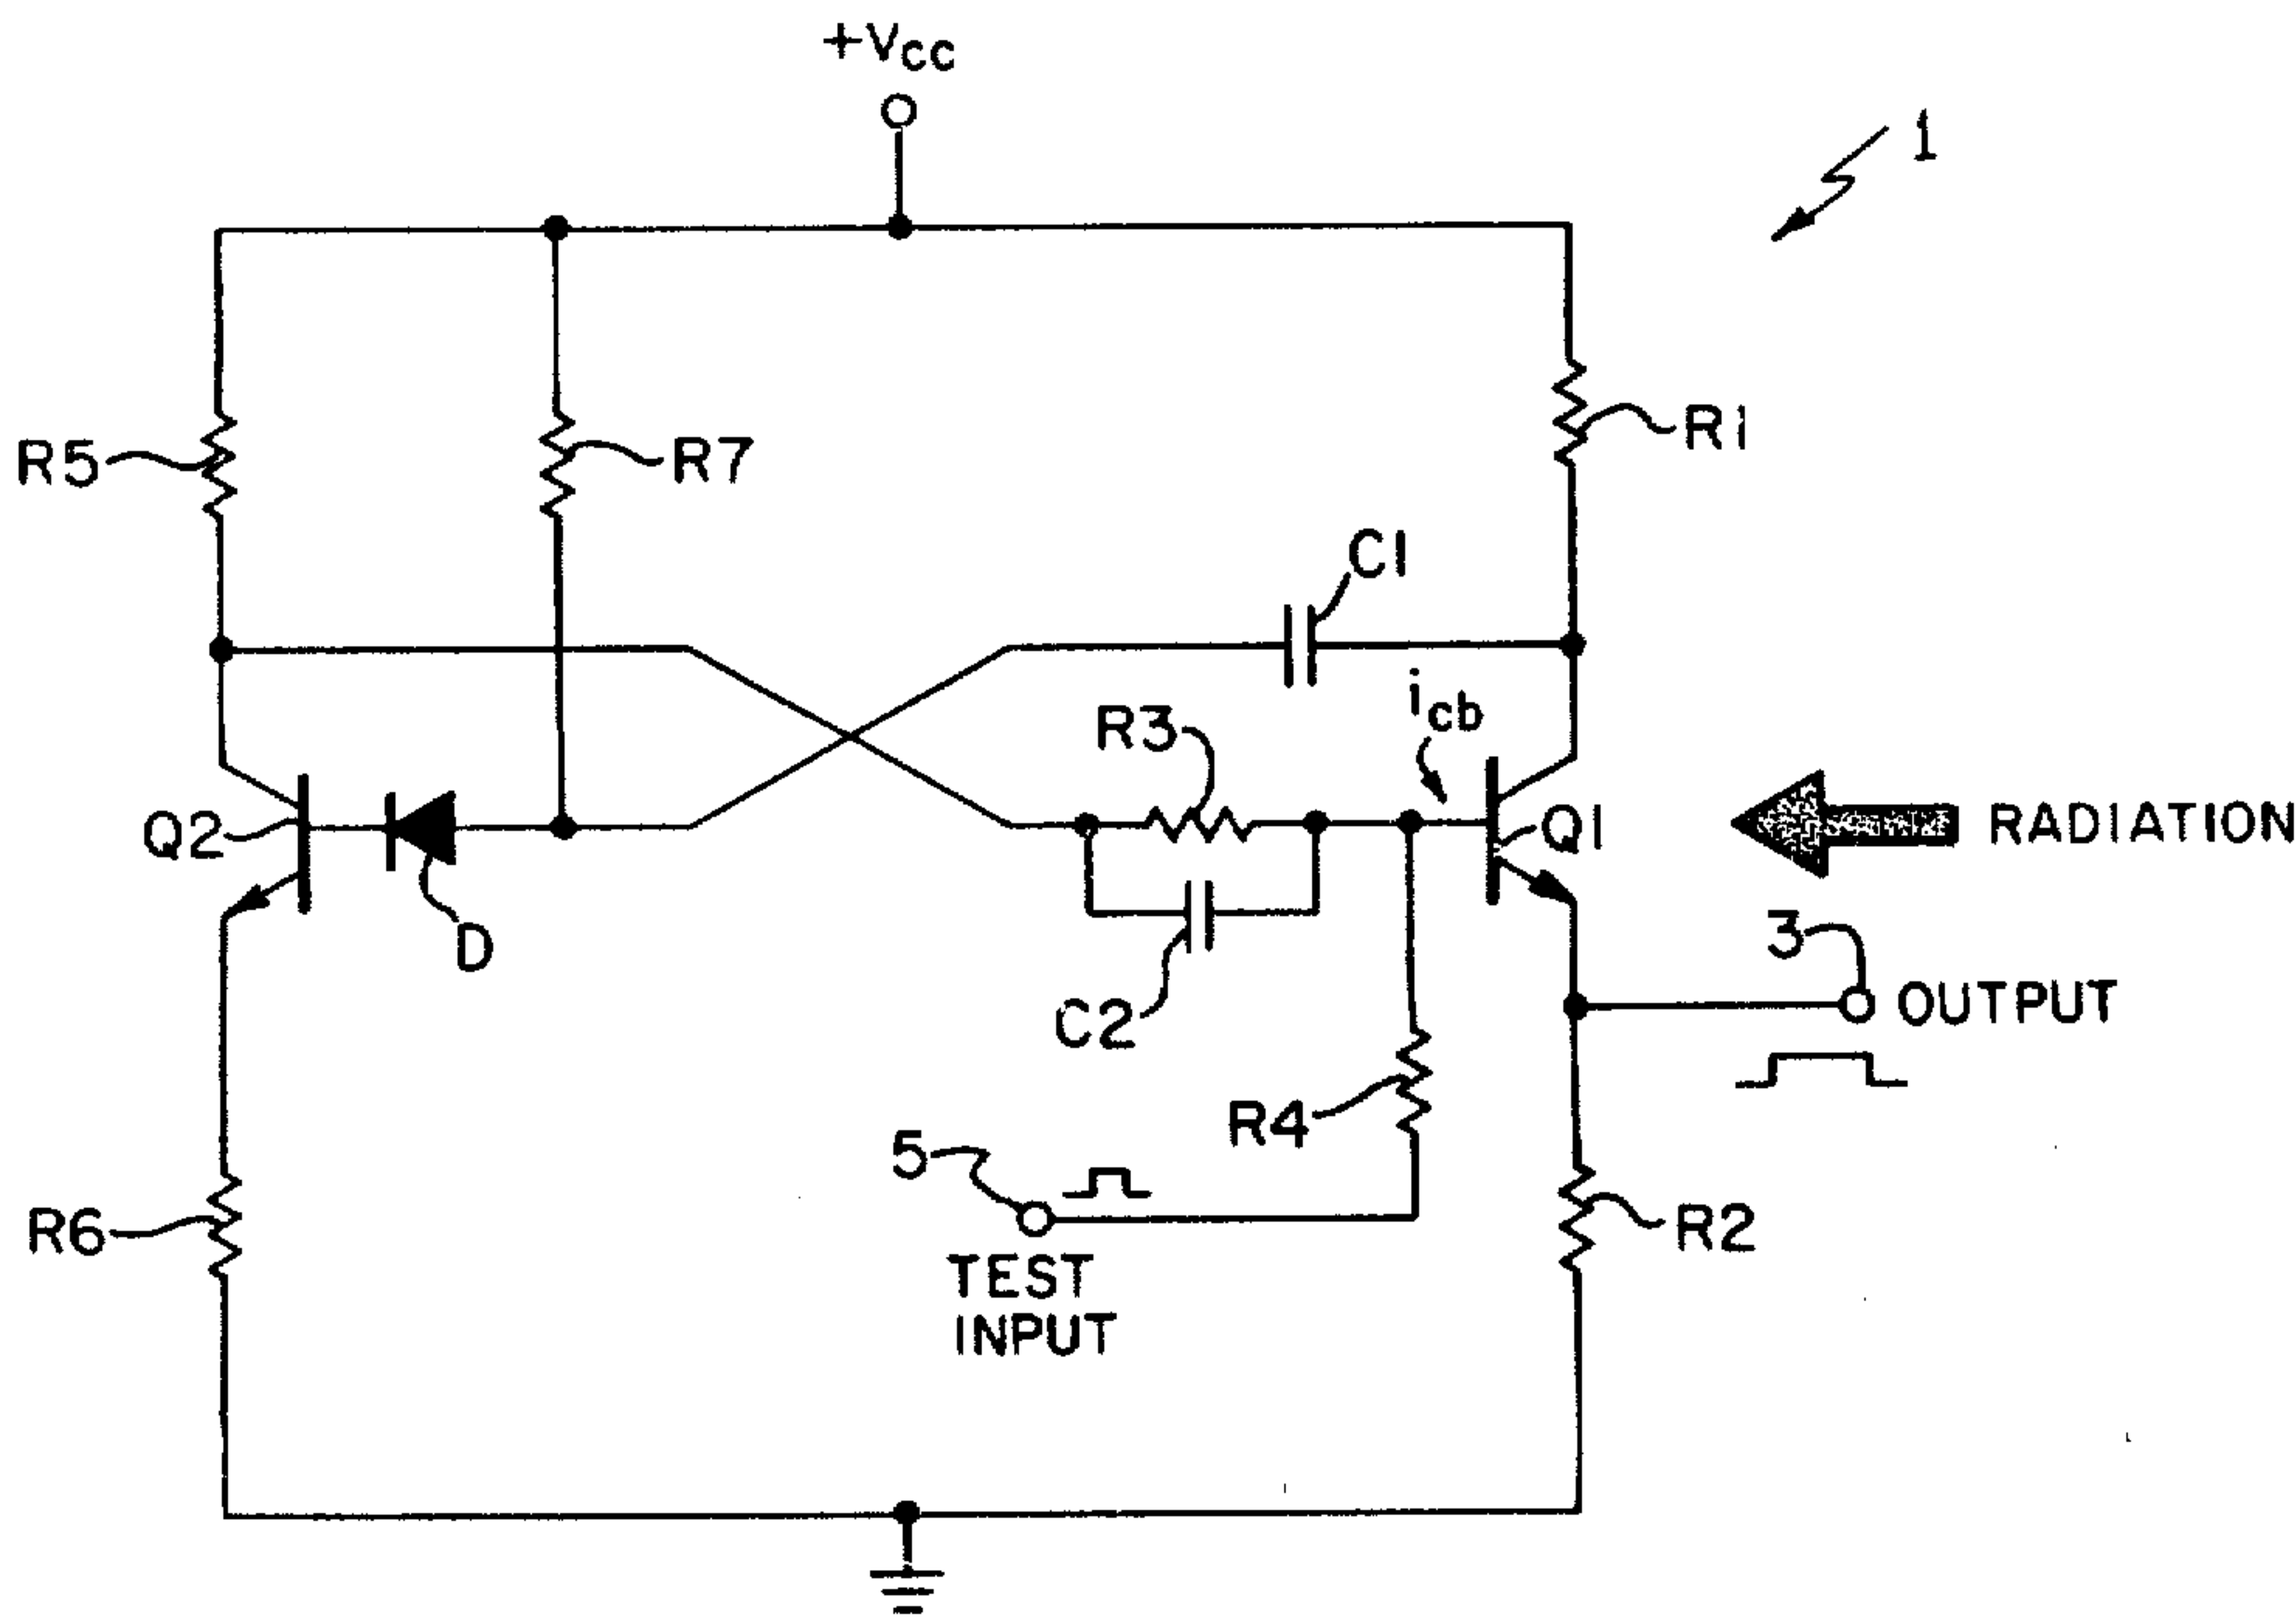 +Vcc
1
R5
R7
R1
C1
icb
R3
Q2
Q1
RADIATION
D
3
OUTPUT
C2
R4
5
R6
R2
TEST
INPUT